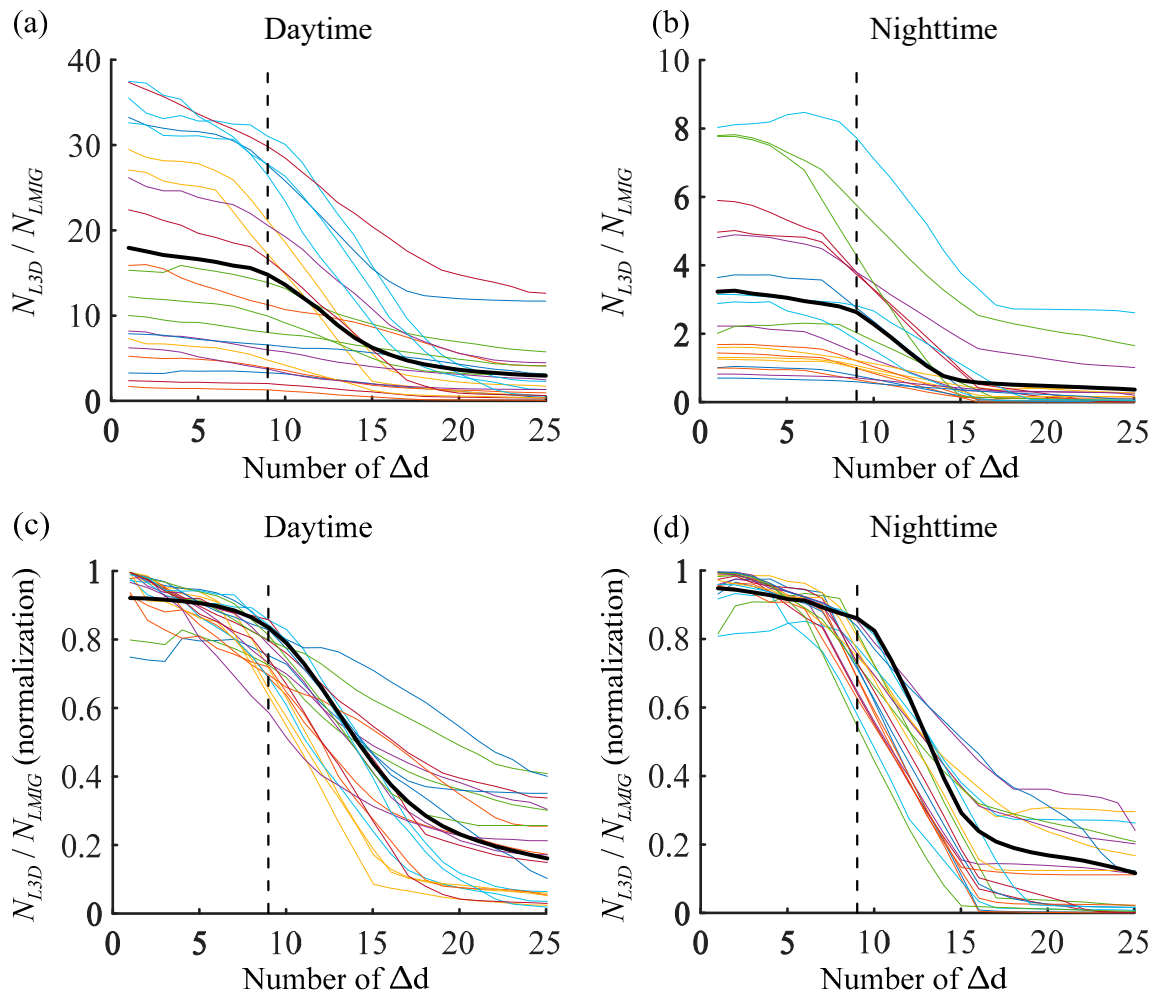 (a)
Daytime
N_L3D / N_LMIG
40
30
20
10
0
0 5 10 15 20 25
Number of Δd
(b)
Nighttime
N_L3D / N_LMIG
10
8
6
4
2
0
0 5 10 15 20 25
Number of Δd
(c)
Daytime
N_L3D / N_LMIG (normalization)
1
0.8
0.6
0.4
0.2
0
0 5 10 15 20 25
Number of Δd
(d)
Nighttime
N_L3D / N_LMIG (normalization)
1
0.8
0.6
0.4
0.2
0
0 5 10 15 20 25
Number of Δd